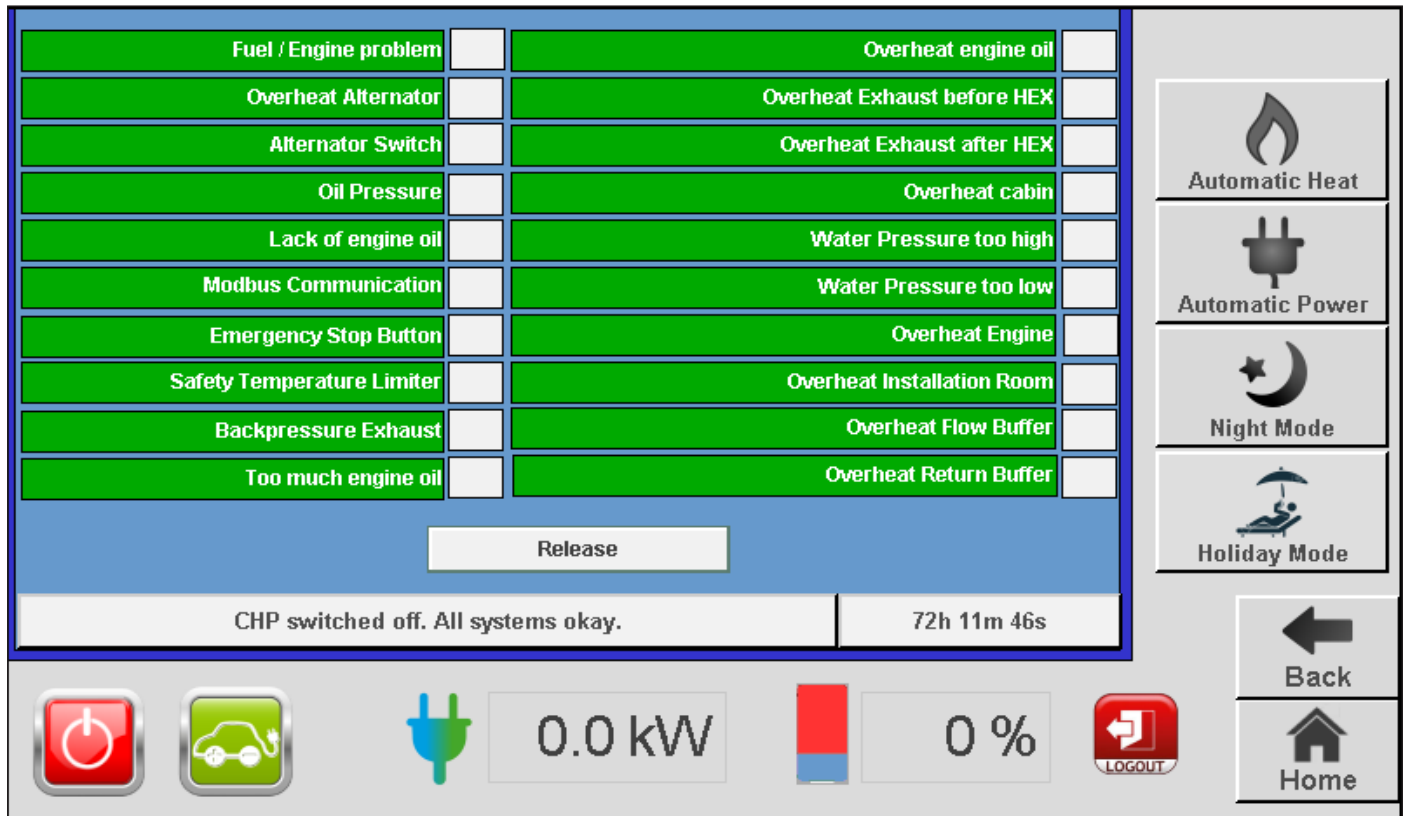 Fuel / Engine problem
Overheat engine oil
Overheat Alternator
Overheat Exhaust before HEX
Alternator Switch
Overheat Exhaust after HEX
Oil Pressure
Overheat cabin
Lack of engine oil
Water Pressure too high
Modbus Communication
Water Pressure too low
Emergency Stop Button
Overheat Engine
Safety Temperature Limiter
Overheat Installation Room
Backpressure Exhaust
Overheat Flow Buffer
Too much engine oil
Overheat Return Buffer
Release
CHP switched off. All systems okay.
72h 11m 46s
Automatic Heat
Automatic Power
Night Mode
Holiday Mode
Back
Home
0.0 kW
0 %
LOGOUT